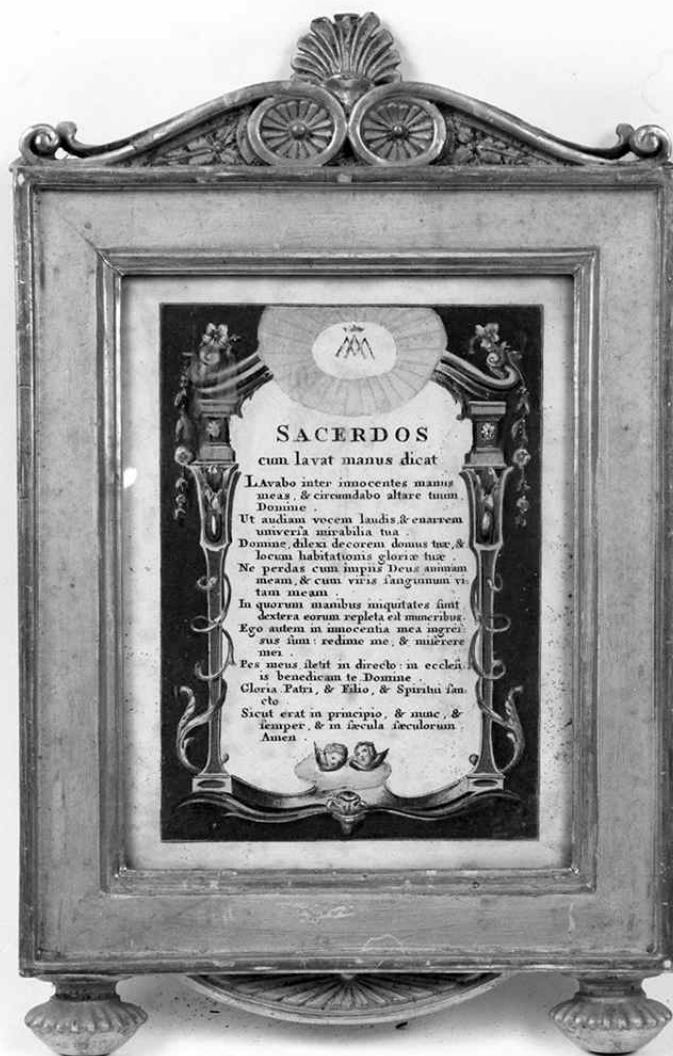 SACERDOS
cum lavat manus dicat
LAvabo inter innocentes manus
meas, & circumdabo altare tuum
Domine .
Ut audiam vocem laudis, & enarrem
univerſa mirabilia tua .
Domine, dilexi decorem domus tuæ, &
locum habitationis gloriæ tuæ .
Ne perdas cum impiis Deus animam
meam, & cum viris ſanguinum vi-
tam meam .
In quorum manibus iniquitates ſunt
dextera eorum repleta eſt muneribus .
Ego autem in innocentia mea ingreſ-
sus ſum : redime me, & miſerere
mei .
Pes meus ſtetit in directo : in eccleſi-
is benedicam te Domine .
Gloria Patri, & Filio, & Spiritui ſan-
cto
Sicut erat in principio, & nunc, &
ſemper, & in ſæcula ſæculorum .
Amen .